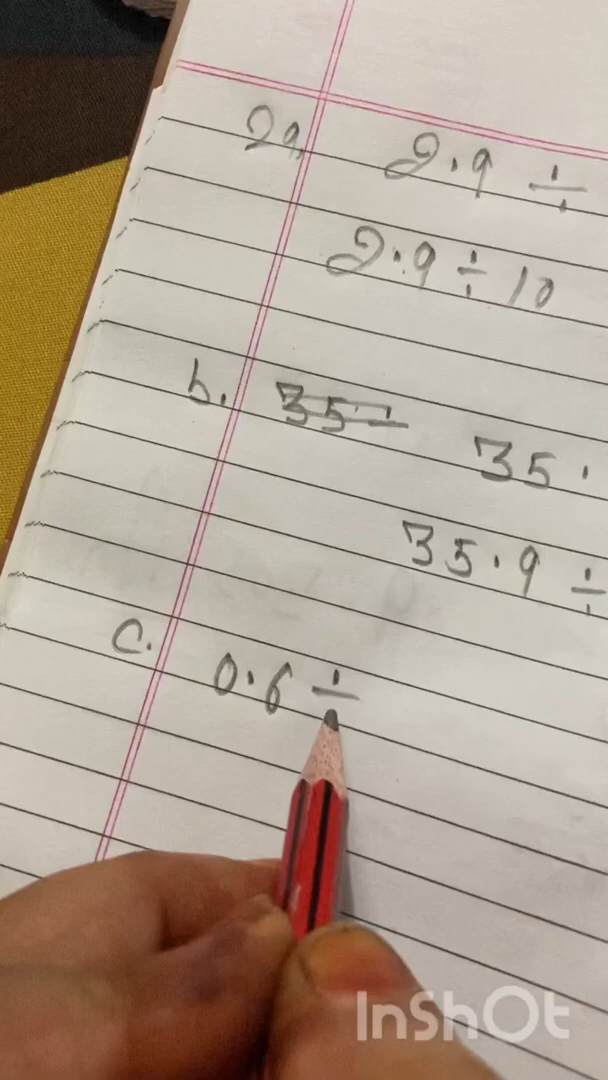 2a, 2.9 ÷
2.9 ÷ 10
b. 35 ÷ 35.
35.9 ÷
c. 0.6 ÷
InShOt